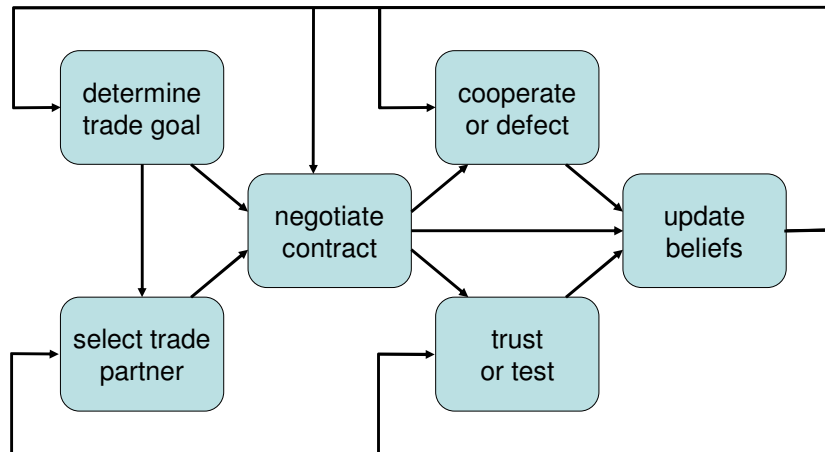 determine
trade goal
cooperate
or defect
negotiate
contract
update
beliefs
select trade
partner
trust
or test